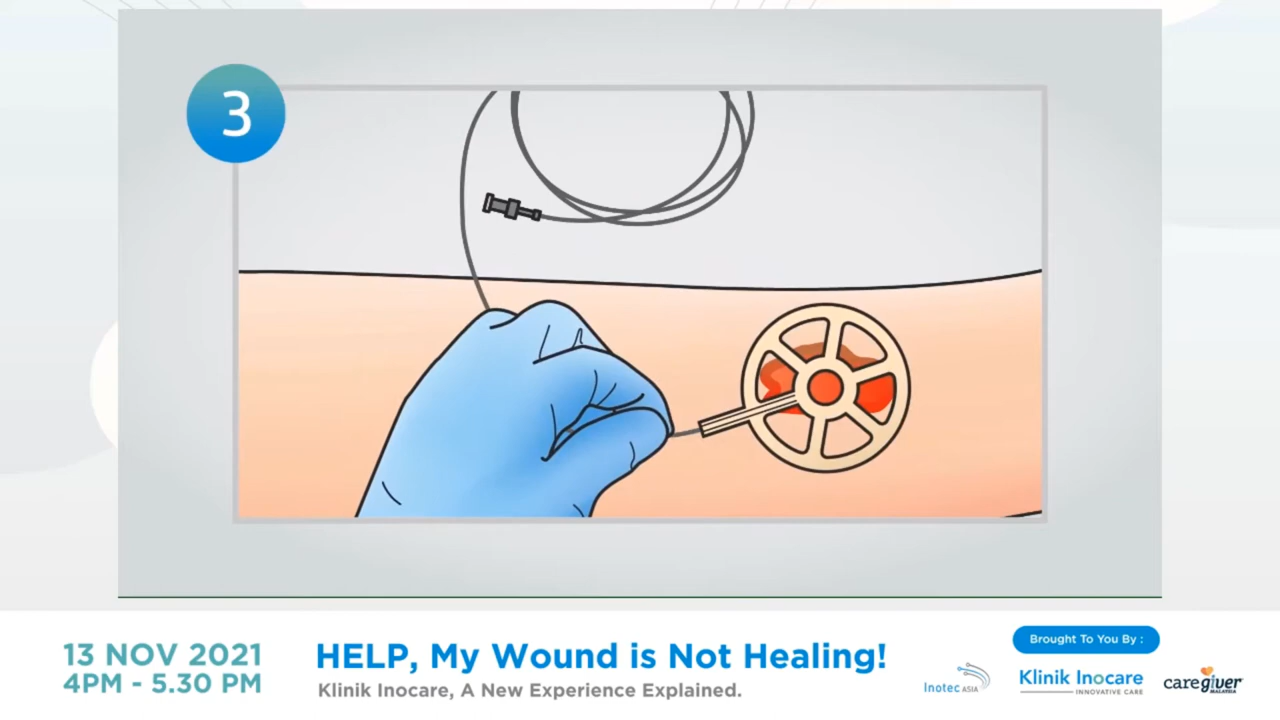 3
13 NOV 2021
4PM - 5.30 PM
HELP, My Wound is Not Healing!
Klinik Inocare, A New Experience Explained.
Brought To You By :
Inotec ASIA
Klinik Inocare
INNOVATIVE CARE
caregiver
MALAYSIA